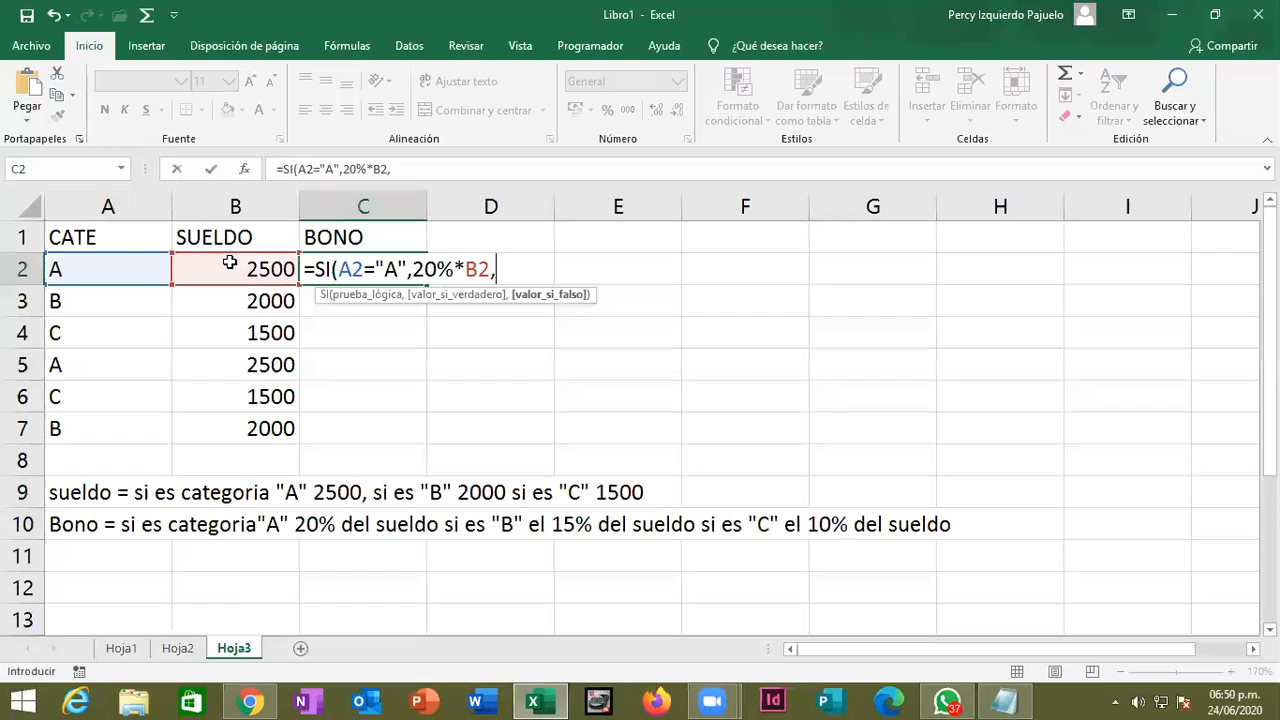 Libro1 - Excel
Percy Izquierdo Pajuelo
Archivo Inicio Insertar Disposición de página Fórmulas Datos Revisar Vista Programador Ayuda ¿Qué desea hacer? Compartir
Pegar
Portapapeles
11
N K S
A A
A
Fuente
Ajustar texto
Combinar y centrar
Alineación
General
% 000
Número
Formato condicional
Dar formato como tabla
Estilos de celda
Estilos
Insertar Eliminar Formato
Celdas
Ordenar y filtrar
Buscar y seleccionar
Edición
C2 fx =SI(A2="A",20%*B2,
A B C D E F G H I J
1 CATE SUELDO BONO
2 A 2500 =SI(A2="A",20%*B2,
SI(prueba_lógica, [valor_si_verdadero], [valor_si_falso])
3 B 2000
4 C 1500
5 A 2500
6 C 1500
7 B 2000
8
9 sueldo = si es categoria "A" 2500, si es "B" 2000 si es "C" 1500
10 Bono = si es categoria"A" 20% del sueldo si es "B" el 15% del sueldo si es "C" el 10% del sueldo
11
12
13
Hoja1 Hoja2 Hoja3
Introducir 170%
37
06:50 p.m.
24/06/2020